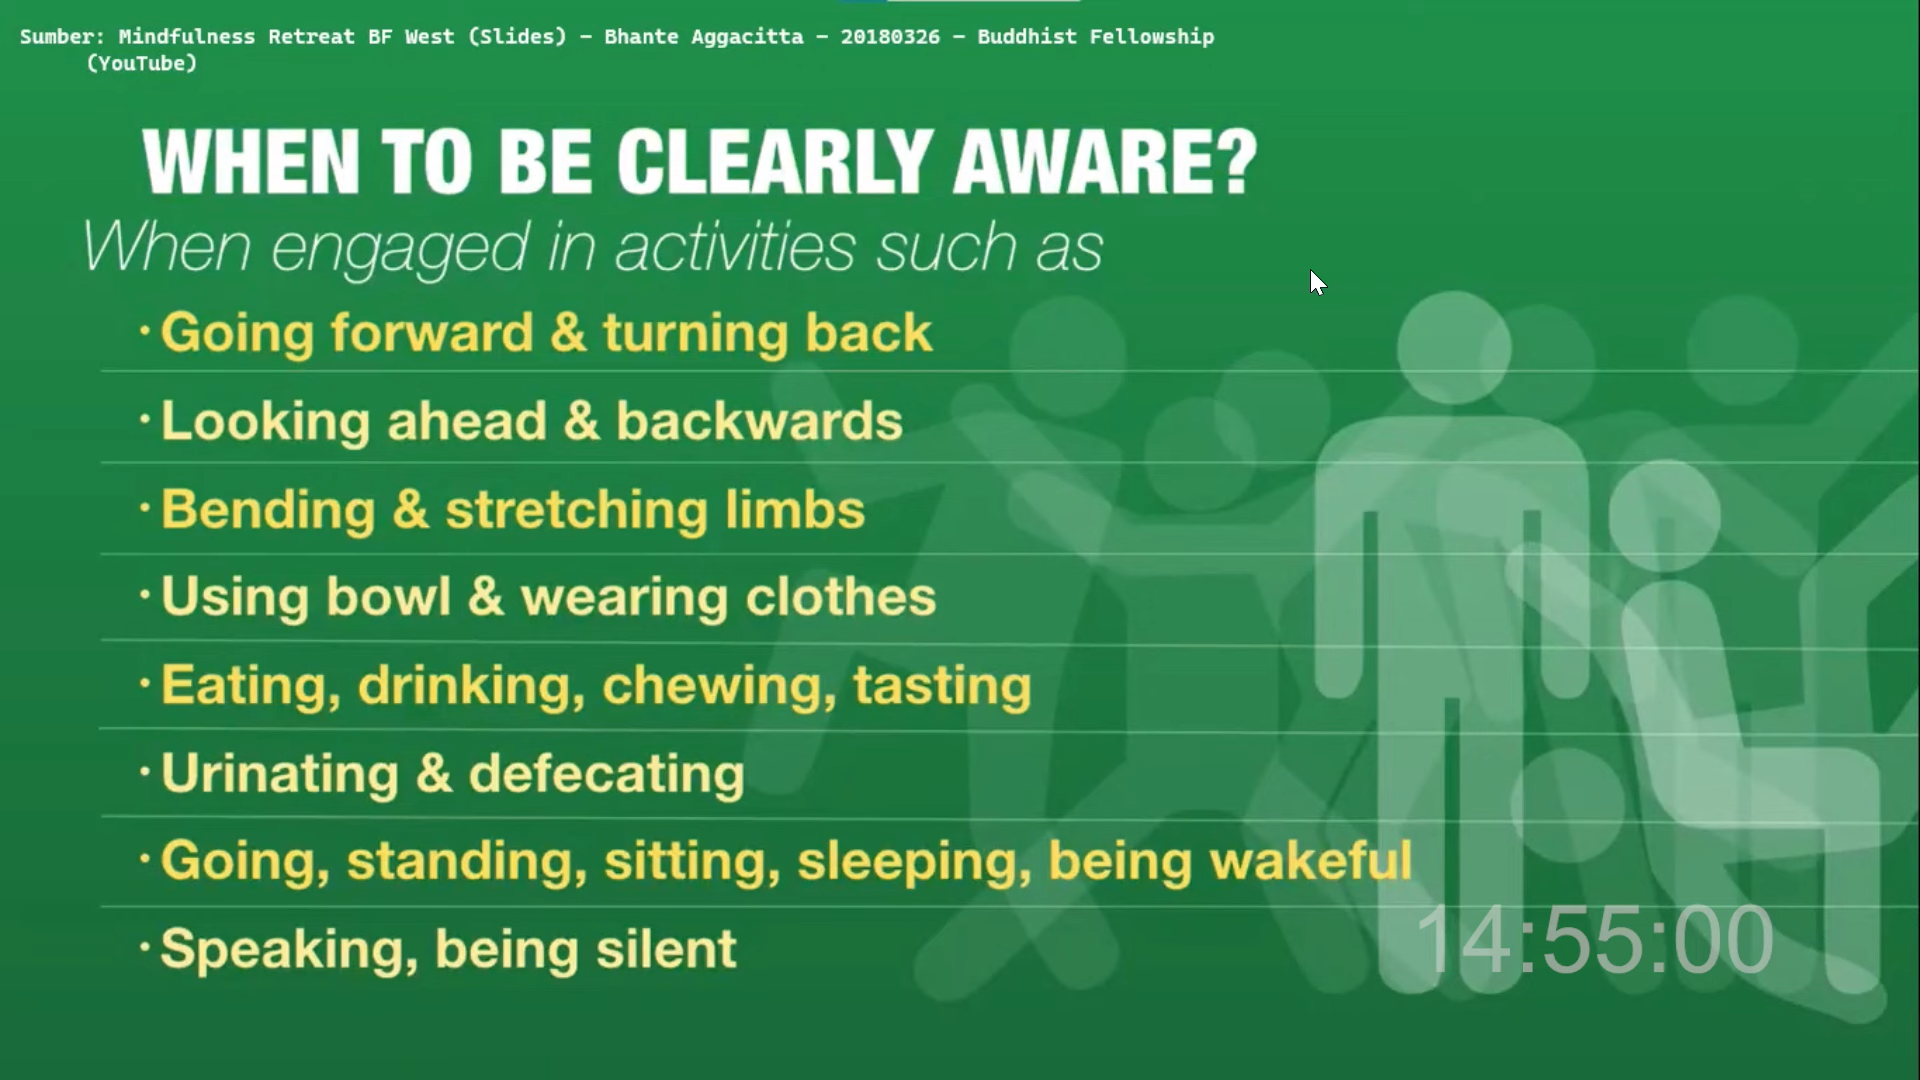 Sumber: Mindfulness Retreat BF West (Slides) - Bhante Aggacitta - 20180326 - Buddhist Fellowship
(YouTube)
WHEN TO BE CLEARLY AWARE?
When engaged in activities such as
· Going forward & turning back
· Looking ahead & backwards
· Bending & stretching limbs
· Using bowl & wearing clothes
· Eating, drinking, chewing, tasting
· Urinating & defecating
· Going, standing, sitting, sleeping, being wakeful
· Speaking, being silent
14:55:00